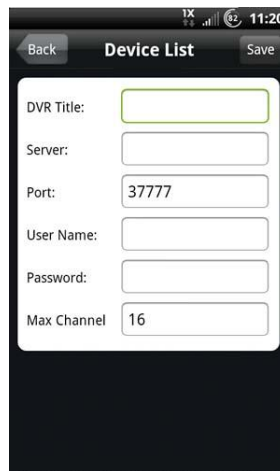 1X 82 11:20
Back Device List Save
DVR Title:
Server:
Port: 37777
User Name:
Password:
Max Channel 16